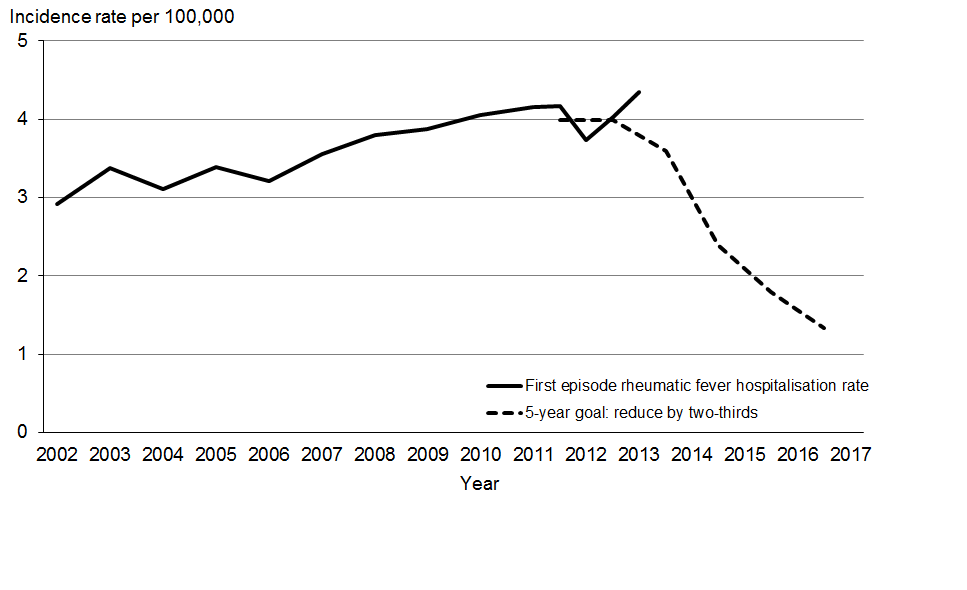 Incidence rate per 100,000
5
4
3
2
1
0
First episode rheumatic fever hospitalisation rate
5-year goal: reduce by two-thirds
2002 2003 2004 2005 2006 2007 2008 2009 2010 2011 2012 2013 2014 2015 2016 2017
Year